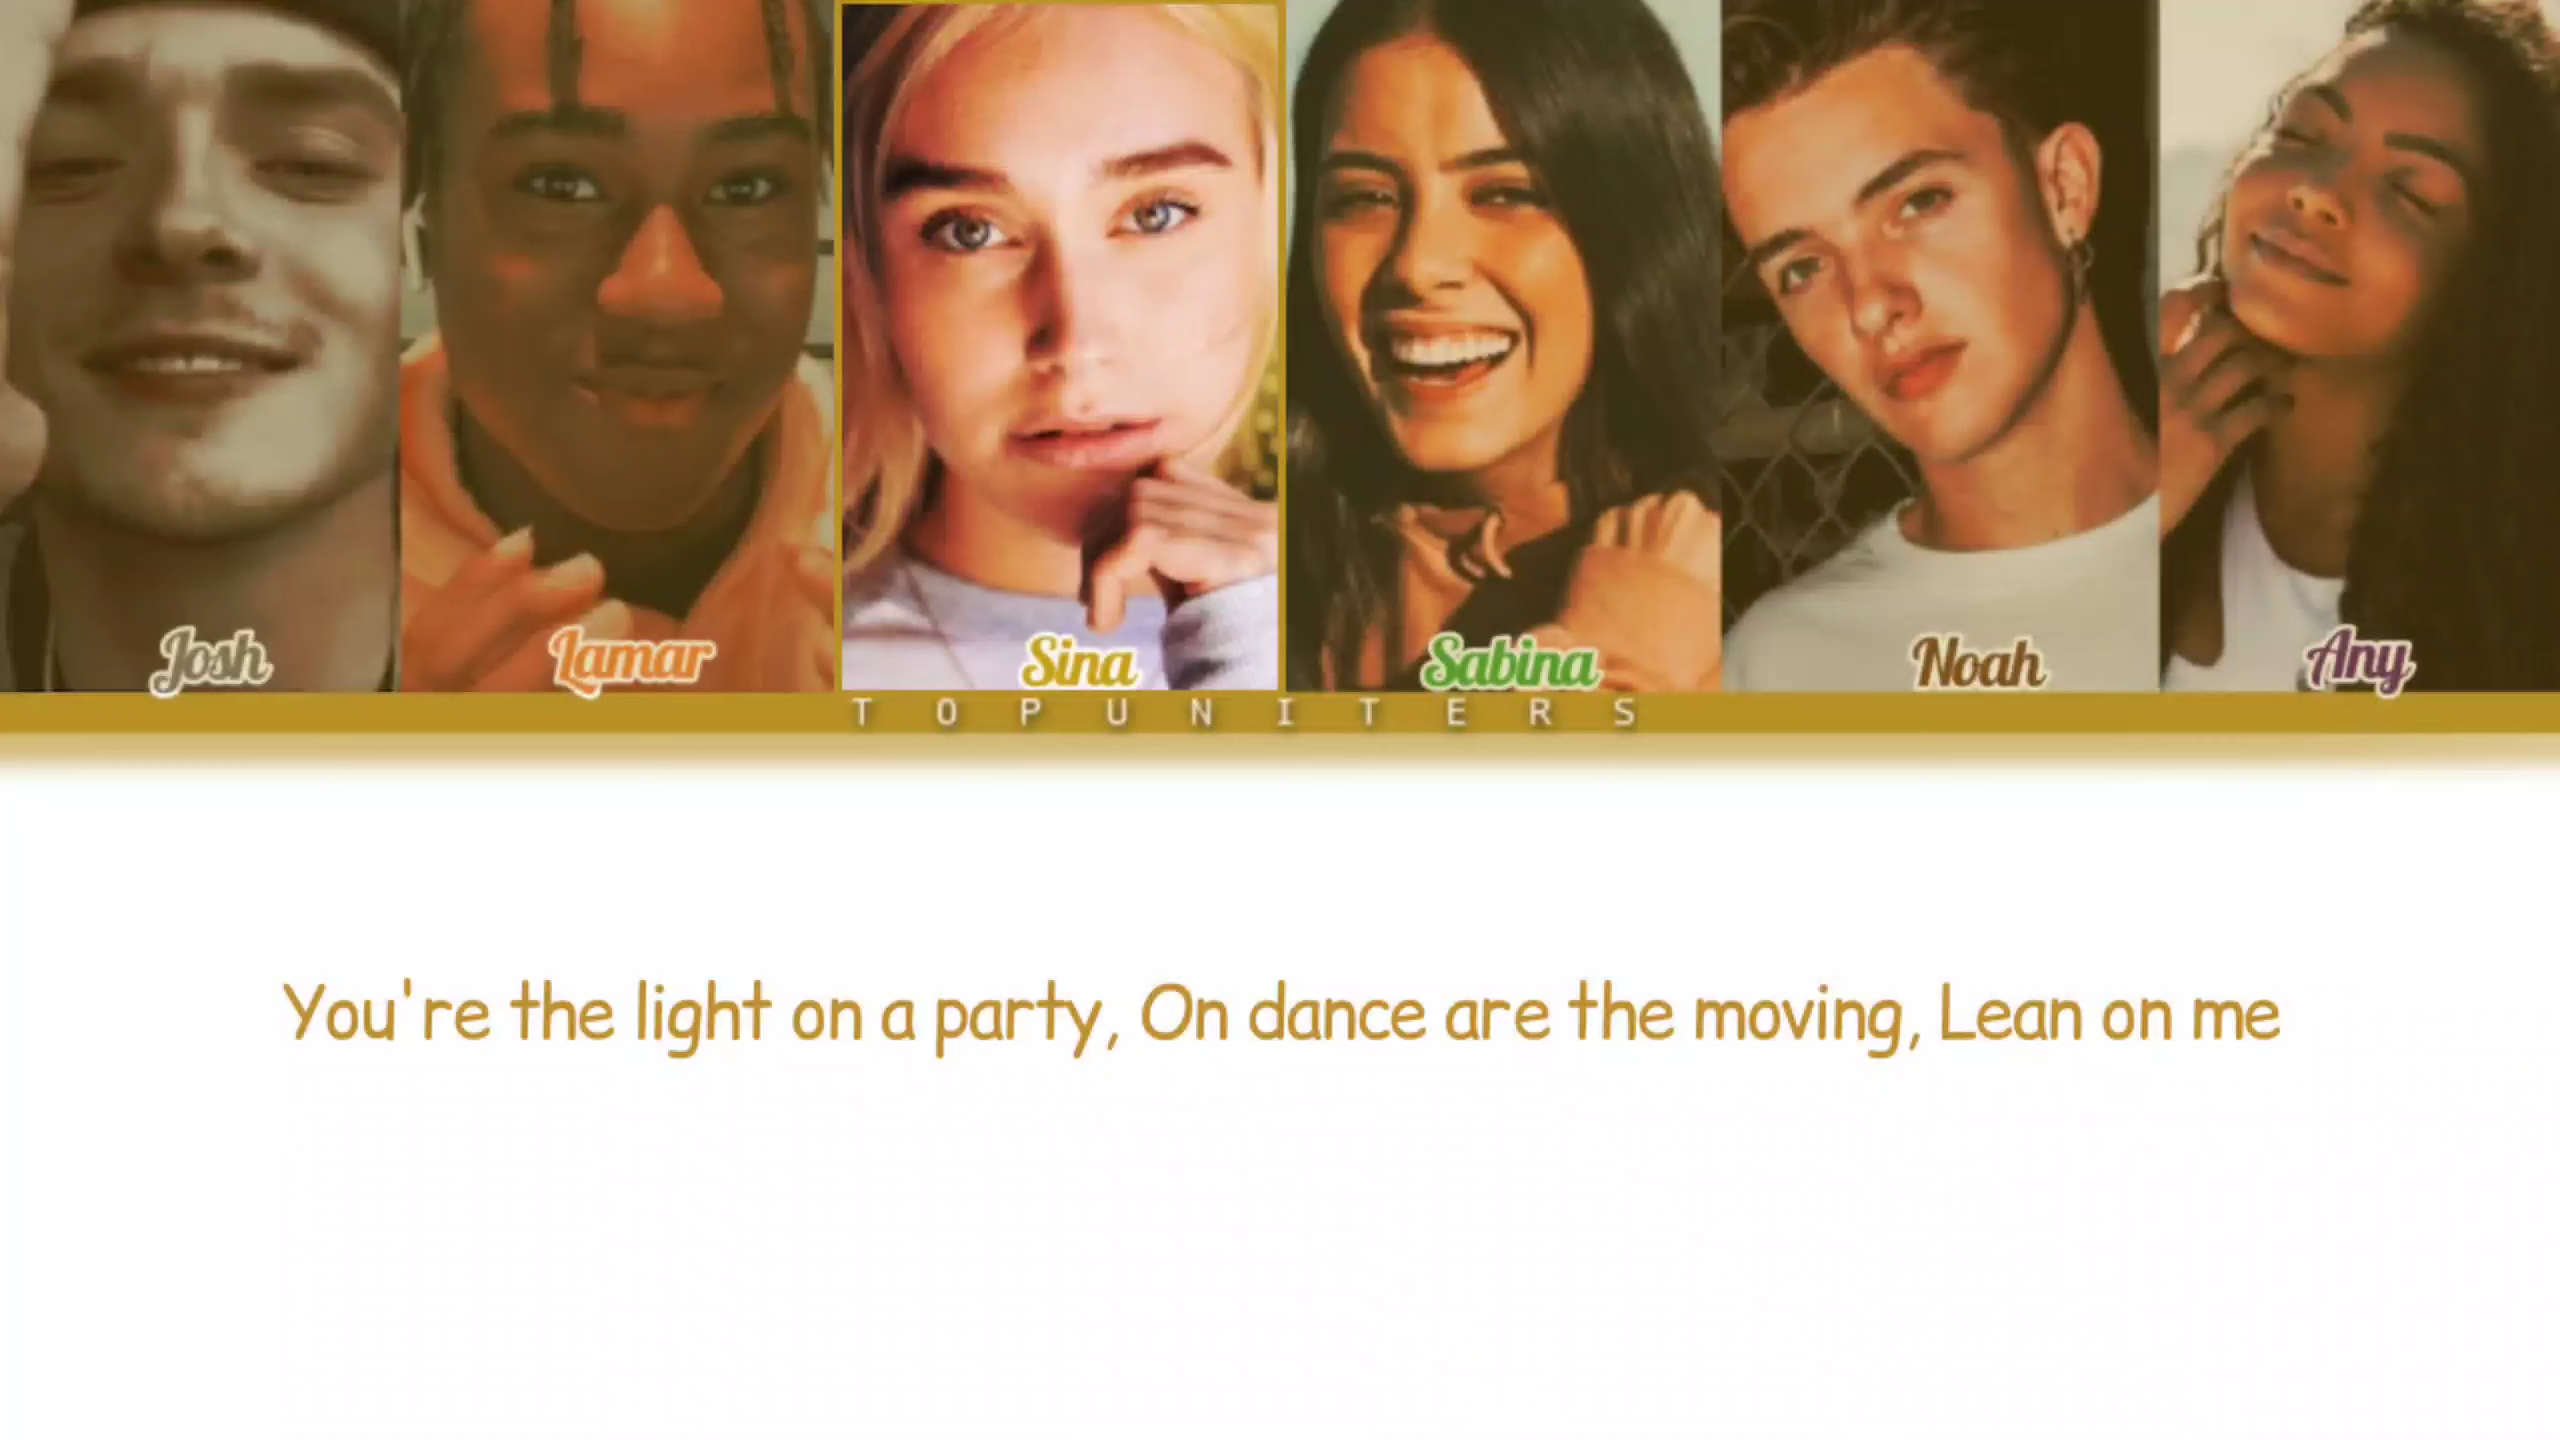 Josh Lamar Sina Sabina Noah Any
TOPUNITERS
You're the light on a party, On dance are the moving, Lean on me